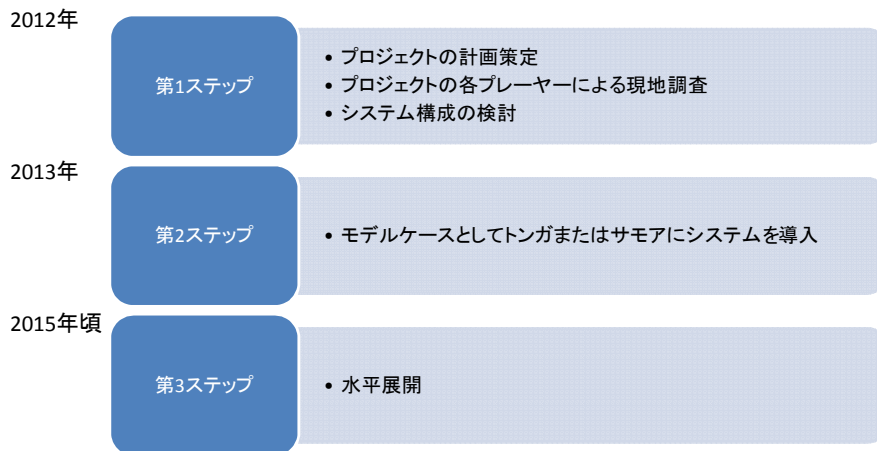 2012年
第1ステップ
• プロジェクトの計画策定
• プロジェクトの各プレーヤーによる現地調査
• システム構成の検討
2013年
第2ステップ
• モデルケースとしてトンガまたはサモアにシステムを導入
2015年頃
第3ステップ
• 水平展開